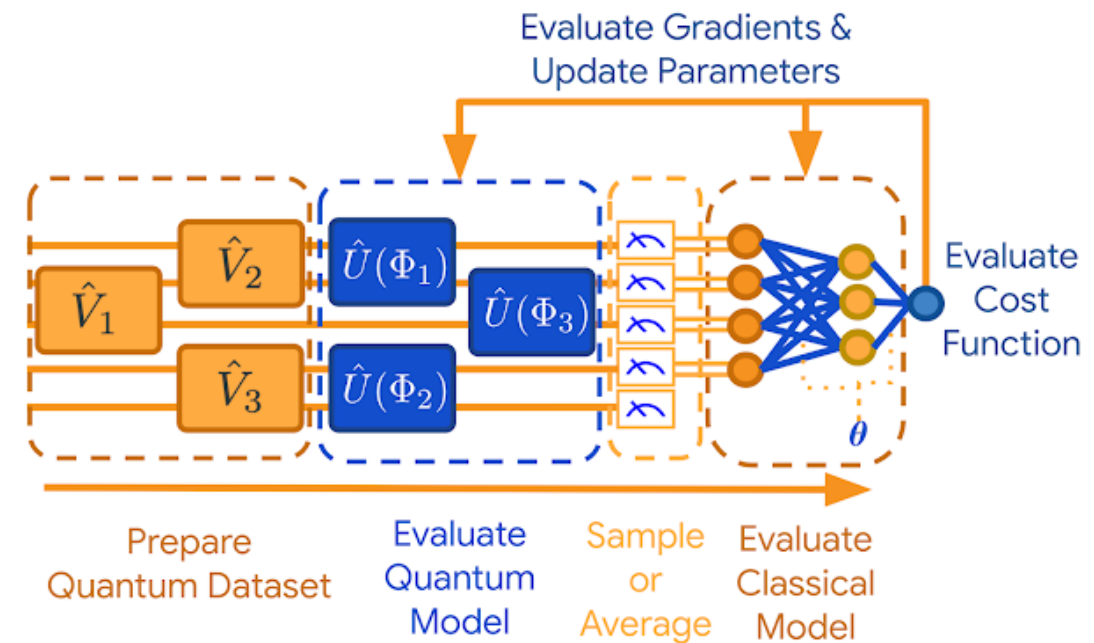 Evaluate Gradients &
Update Parameters
V̂₂
Û(Φ₁)
V̂₁
Û(Φ₃)
V̂₃
Û(Φ₂)
θ
Evaluate
Cost
Function
Prepare
Quantum Dataset
Evaluate
Quantum
Model
Sample
or
Average
Evaluate
Classical
Model